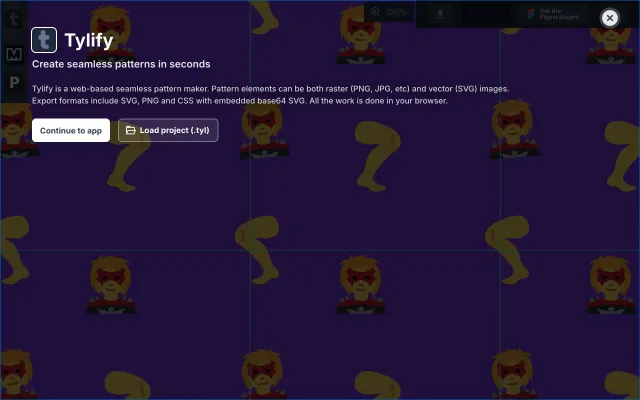 t Tylify
Create seamless patterns in seconds
Tylify is a web-based seamless pattern maker. Pattern elements can be both raster (PNG, JPG, etc) and vector (SVG) images.
Export formats include SVG, PNG and CSS with embedded base64 SVG. All the work is done in your browser.
Continue to app
Load project (.tyl)
Get the
Figma plugin!
t
M
P